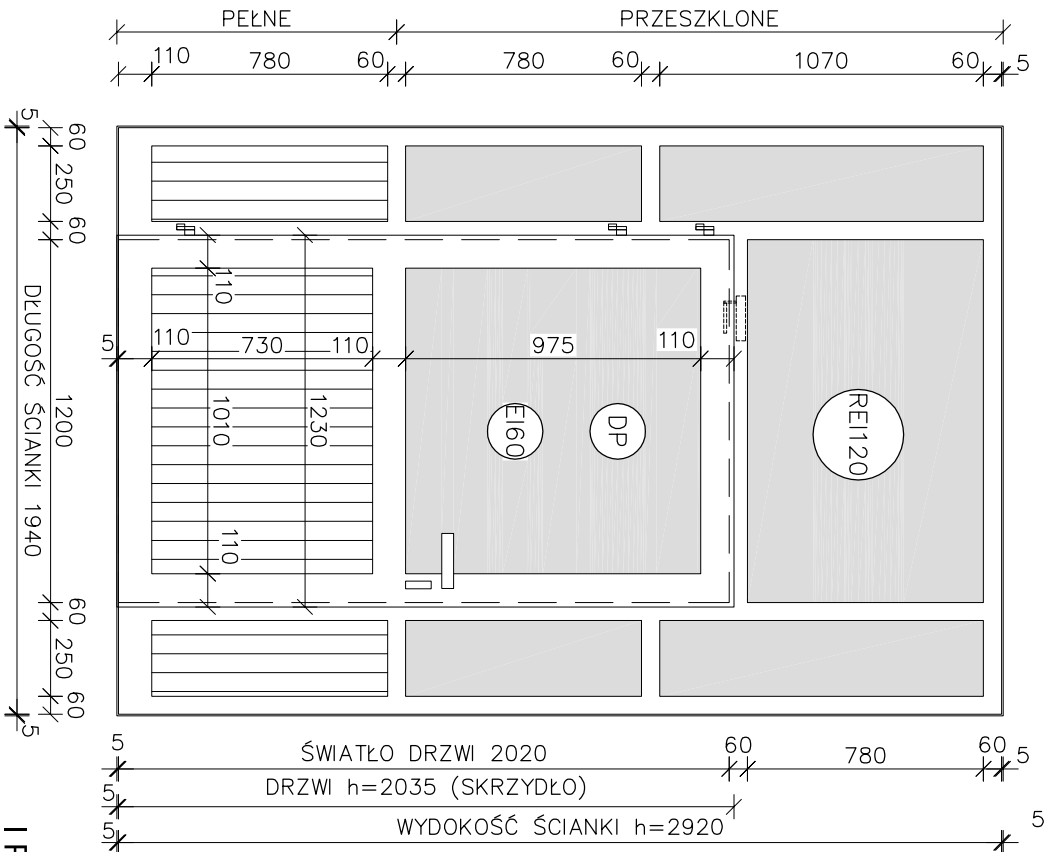 PEŁNE PRZESZKLONE
110 780 60 780 60 1070 60 5
5 60 250 60 1200 60 250 60 5
DŁUGOŚĆ ŚCIANKI 1940
110 1010 110
1230
5 110 730 110 975 110
EI60
DP
REI120
5 ŚWIATŁO DRZWI 2020 60 780 60 5
5 DRZWI h=2035 (SKRZYDŁO)
5 WYDOKOŚĆ ŚCIANKI h=2920
5